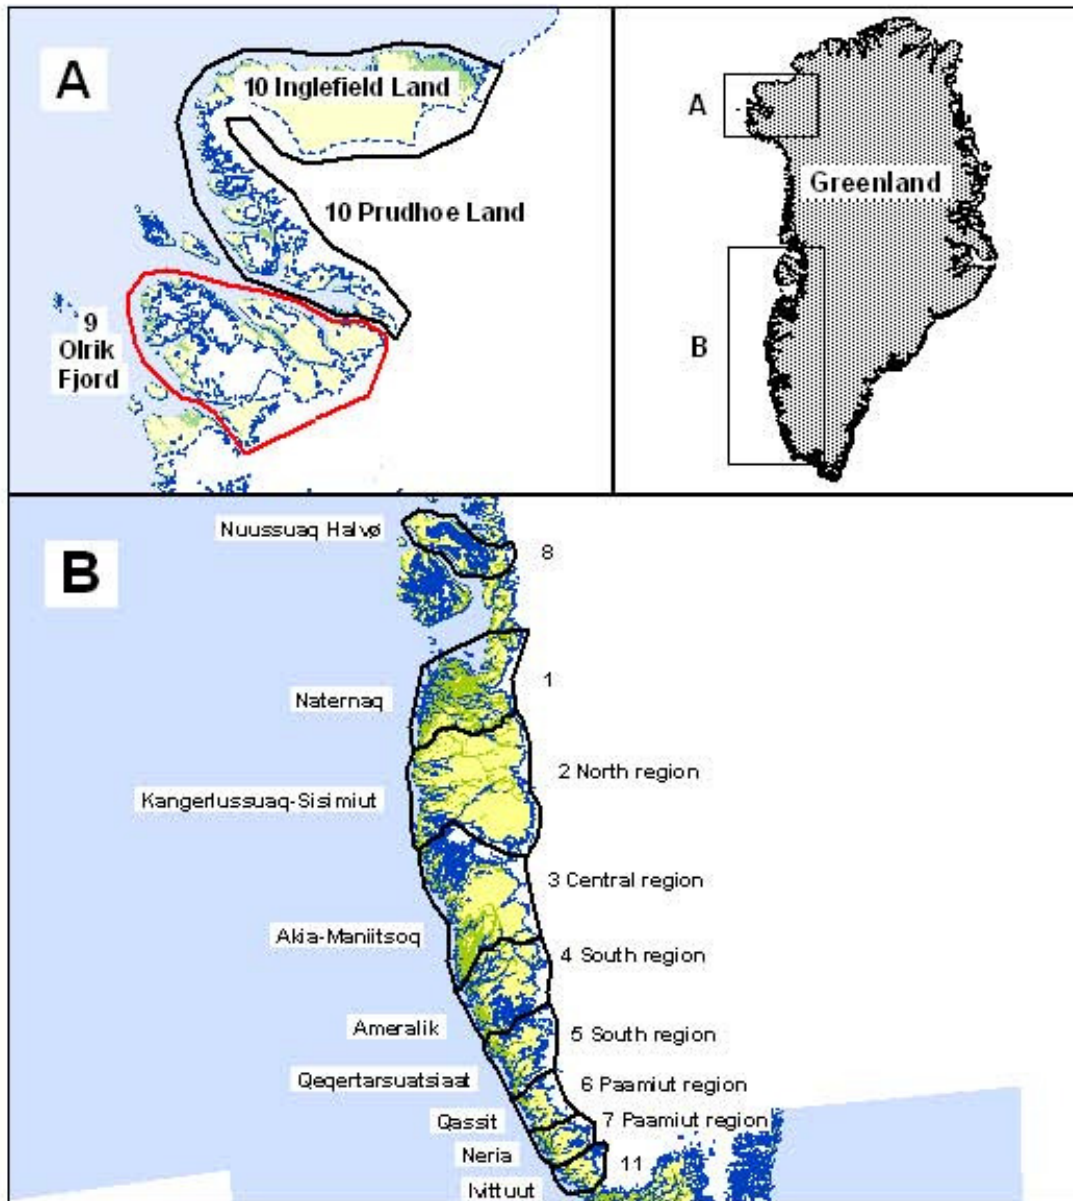 A
10 Inglefield Land
10 Prudhoe Land
9
Olrik
Fjord
A
Greenland
B
B
Nuussuaq Halvø
8
1
Naternaq
2 North region
Kangerlussuaq-Sisimiut
3 Central region
Akia-Maniitsoq
4 South region
Ameralik
5 South region
Qeqertarsuatsiaat
6 Paamiut region
Qassit
7 Paamiut region
Neria
11
Ivittuut